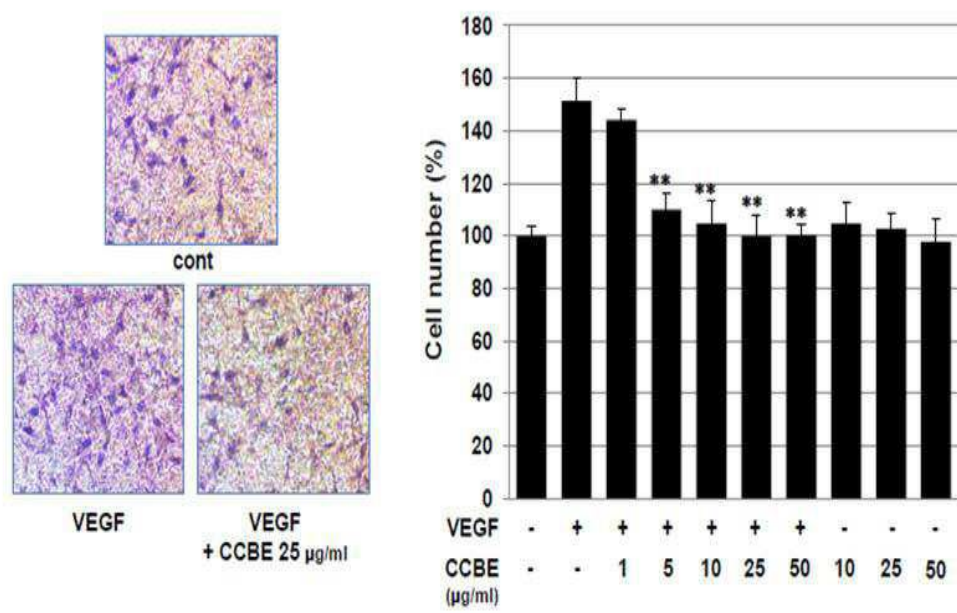 cont
VEGF
VEGF
+ CCBE 25 µg/ml
Cell number (%)
180
160
140
120
100
80
60
40
20
0
** ** ** **
VEGF - + + + + + + - - -
CCBE - - 1 5 10 25 50 10 25 50
(µg/ml)